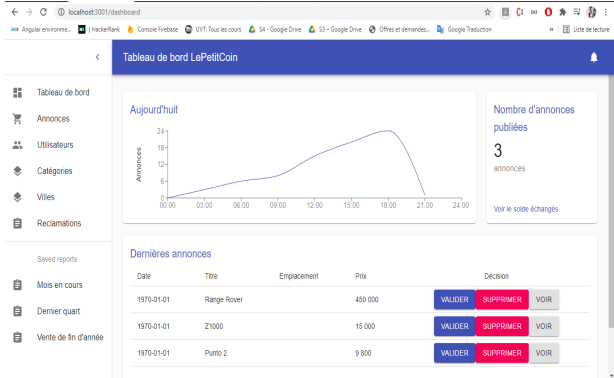 localhost:3001/dashboard
Angular environme... | HackerRank Console Firebase UVT: Tous les cours S4 - Google Drive S3 – Google Drive Offres et demandes... Google Traduction » Liste de lecture
Tableau de bord LePetitCoin
Tableau de bord
Annonces
Utilisateurs
Catégories
Villes
Reclamations
Saved reports
Mois en cours
Dernier quart
Vente de fin d'année
Aujourd'huit
Annonces
24
18
12
6
0
00:00 03:00 06:00 09:00 12:00 15:00 18:00 21:00 24:00
Nombre d'annonces
publiées
3
annonces
Voir le solde échangés
Dernières annonces
Date Titre Emplacement Prix Décision
1970-01-01 Range Rover 450 000 VALIDER SUPPRIMER VOIR
1970-01-01 Z1000 15 000 VALIDER SUPPRIMER VOIR
1970-01-01 Punto 2 9 800 VALIDER SUPPRIMER VOIR